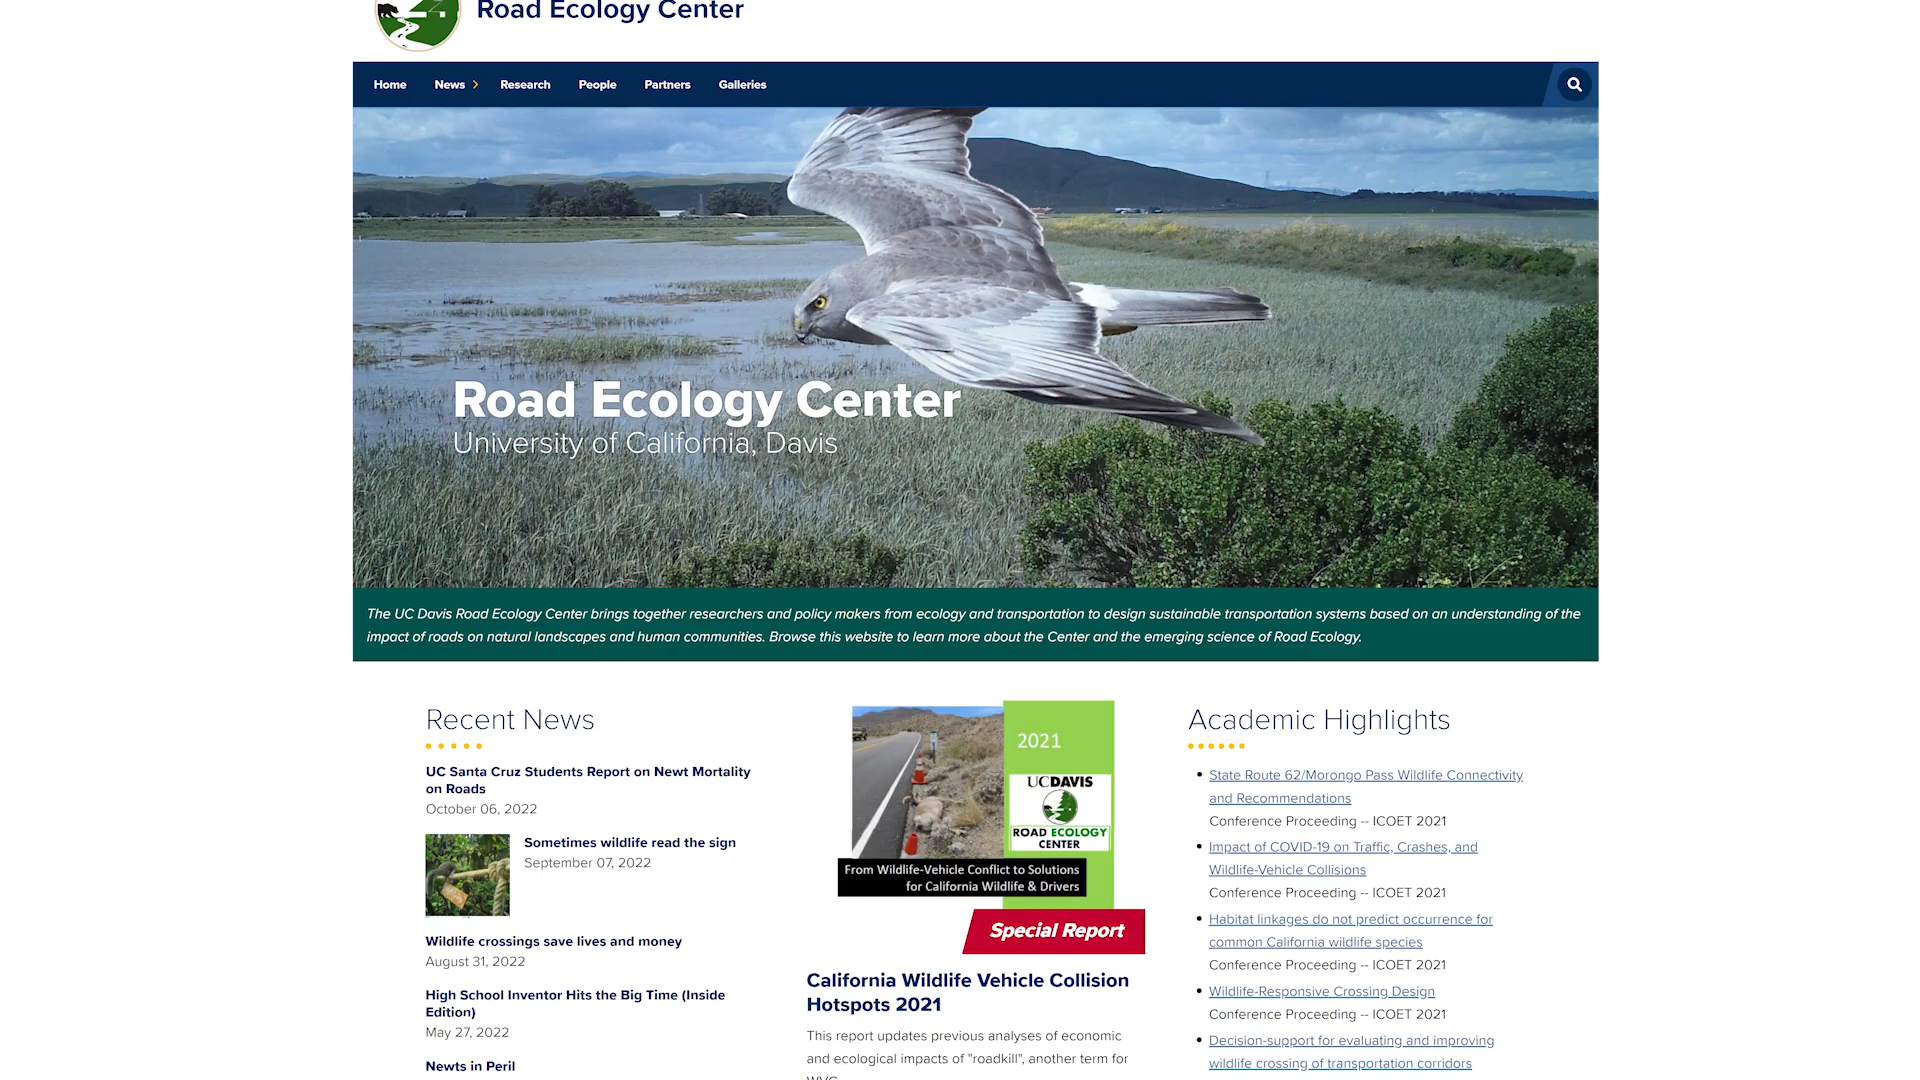 Road Ecology Center
Home
News
Research
People
Partners
Galleries
Road Ecology Center
University of California, Davis
The UC Davis Road Ecology Center brings together researchers and policy makers from ecology and transportation to design sustainable transportation systems based on an understanding of the
impact of roads on natural landscapes and human communities. Browse this website to learn more about the Center and the emerging science of Road Ecology.
Recent News
UC Santa Cruz Students Report on Newt Mortality
on Roads
October 06, 2022
Sometimes wildlife read the sign
September 07, 2022
Wildlife crossings save lives and money
August 31, 2022
High School Inventor Hits the Big Time (Inside
Edition)
May 27, 2022
Newts in Peril
2021
UCDAVIS
ROAD ECOLOGY
CENTER
From Wildlife-Vehicle Conflict to Solutions
for California Wildlife & Drivers
Special Report
California Wildlife Vehicle Collision
Hotspots 2021
This report updates previous analyses of economic
and ecological impacts of "roadkill", another term for
Academic Highlights
State Route 62/Morongo Pass Wildlife Connectivity
and Recommendations
Conference Proceeding -- ICOET 2021
Impact of COVID-19 on Traffic, Crashes, and
Wildlife-Vehicle Collisions
Conference Proceeding -- ICOET 2021
Habitat linkages do not predict occurrence for
common California wildlife species
Conference Proceeding -- ICOET 2021
Wildlife-Responsive Crossing Design
Conference Proceeding -- ICOET 2021
Decision-support for evaluating and improving
wildlife crossing of transportation corridors